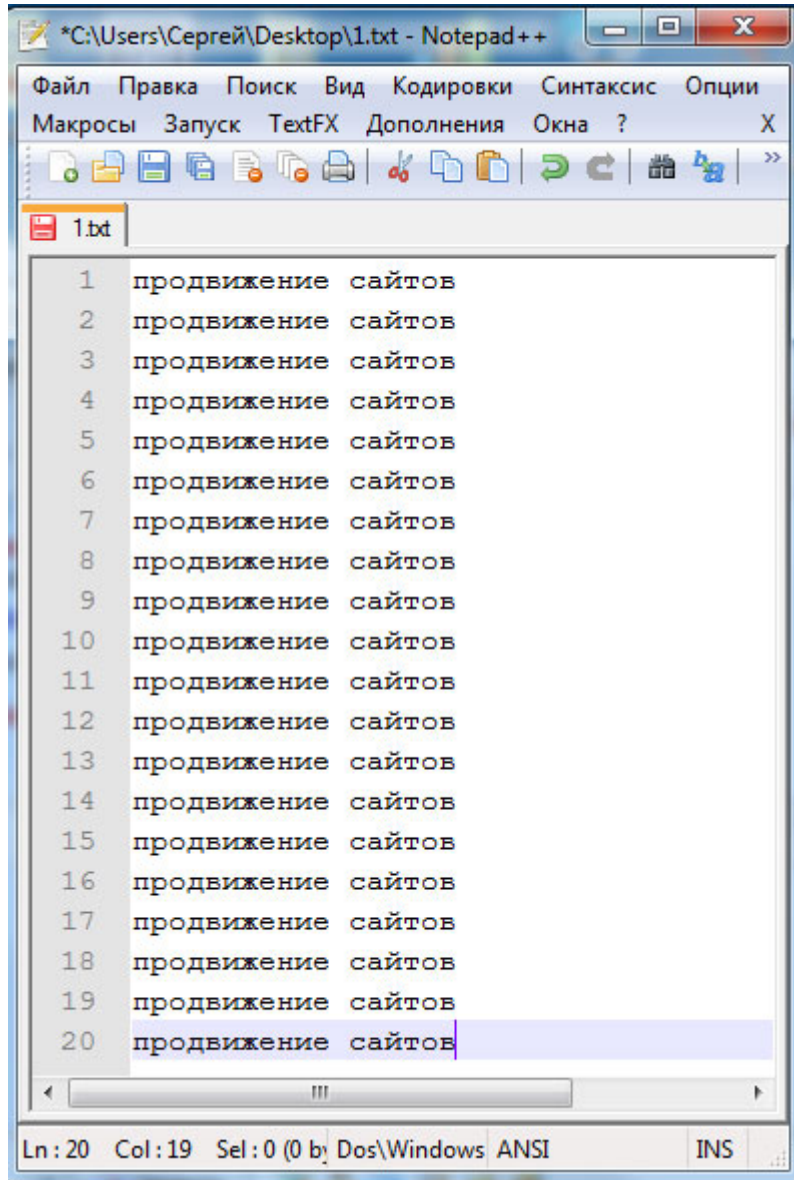 *C:\Users\Сергей\Desktop\1.txt - Notepad++
Файл Правка Поиск Вид Кодировки Синтаксис Опции
Макросы Запуск TextFX Дополнения Окна ? X
1.txt
1 продвижение сайтов
2 продвижение сайтов
3 продвижение сайтов
4 продвижение сайтов
5 продвижение сайтов
6 продвижение сайтов
7 продвижение сайтов
8 продвижение сайтов
9 продвижение сайтов
10 продвижение сайтов
11 продвижение сайтов
12 продвижение сайтов
13 продвижение сайтов
14 продвижение сайтов
15 продвижение сайтов
16 продвижение сайтов
17 продвижение сайтов
18 продвижение сайтов
19 продвижение сайтов
20 продвижение сайтов
Ln : 20 Col : 19 Sel : 0 (0 by Dos\Windows ANSI INS